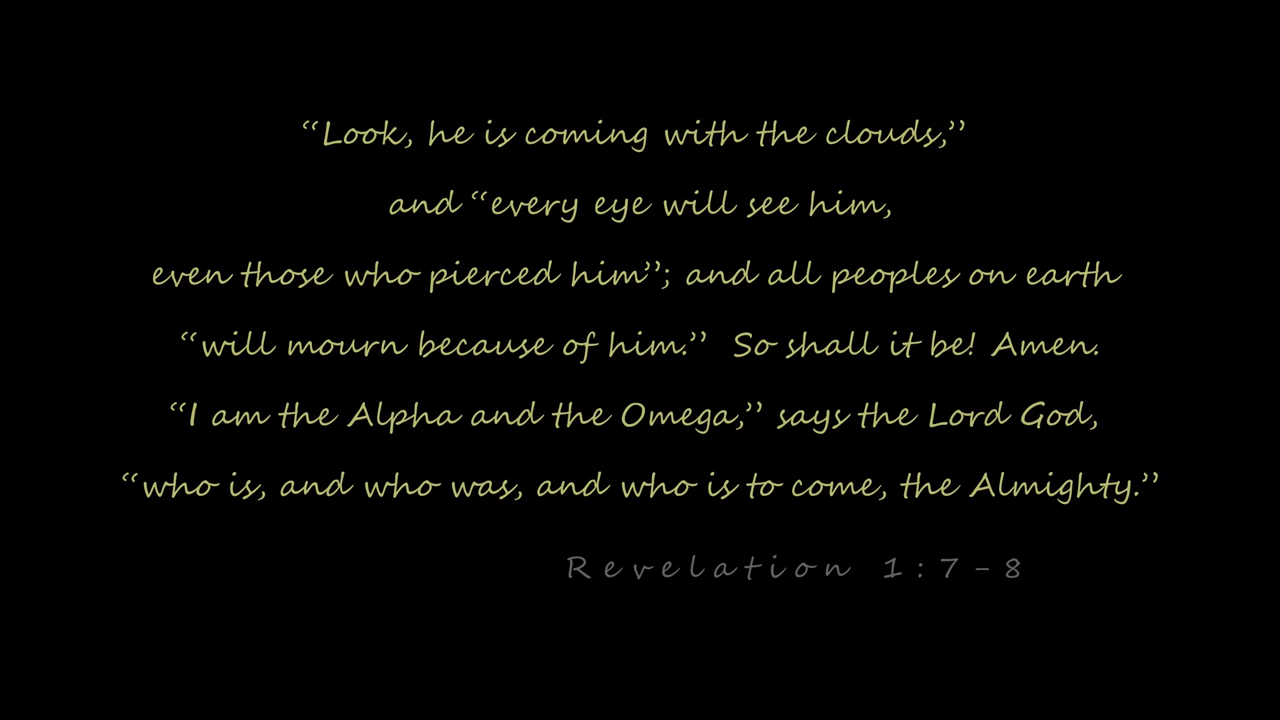 “Look, he is coming with the clouds,”
and “every eye will see him,
even those who pierced him”; and all peoples on earth
“will mourn because of him.” So shall it be! Amen.
“I am the Alpha and the Omega,” says the Lord God,
“who is, and who was, and who is to come, the Almighty.”
Revelation 1:7-8